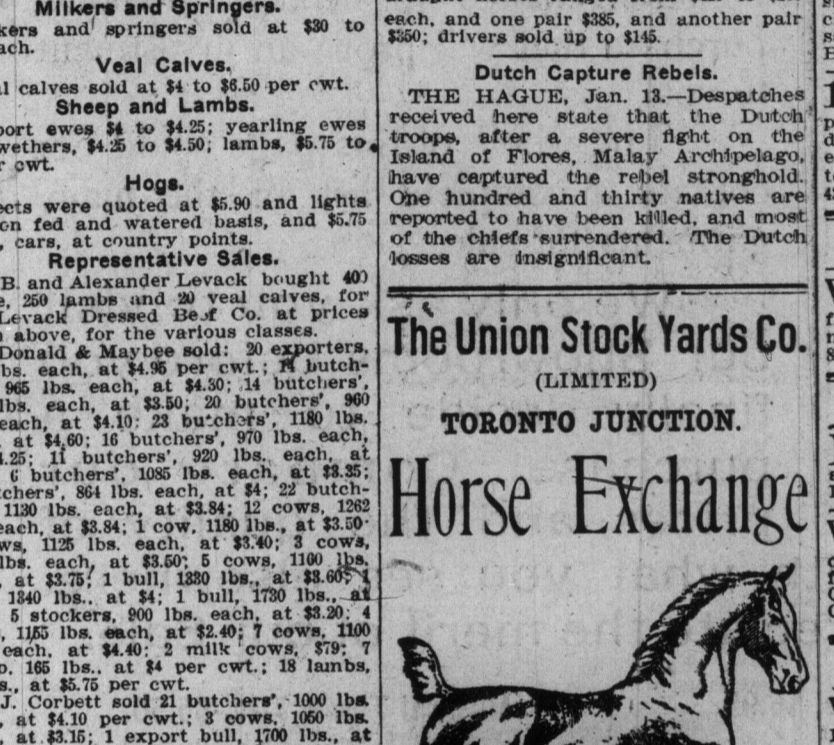 Milkers and Springers.
kers and springers sold at $30 to
ach.
Veal Calves.
al calves sold at $4 to $6.50 per cwt.
Sheep and Lambs.
port ewes $4 to $4.25; yearling ewes
wethers, $4.25 to $4.50; lambs, $5.75 to
r cwt.
Hogs.
ects were quoted at $5.90 and lights
on fed and watered basis, and $5.75
, cars, at country points.
Representative Sales.
B. and Alexander Levack bought 400
e, 250 lambs and 20 veal calves, for
Levack Dressed Beef Co. at prices
n above, for the various classes.
Donald & Maybee sold: 20 exporters,
bs. each, at $4.95 per cwt.; 14 butch-
965 lbs. each, at $4.30; 14 butchers',
lbs. each, at $3.50; 20 butchers', 960
each, at $4.10; 23 butchers', 1180 lbs.
, at $4.60; 16 butchers', 970 lbs. each,
4.25; 11 butchers', 920 lbs. each, at
6 butchers', 1085 lbs. each, at $3.35;
tchers', 864 lbs. each, at $4; 22 butch-
1130 lbs. each, at $3.84; 12 cows, 1262
each, at $3.84; 1 cow, 1180 lbs., at $3.50
ws, 1125 lbs. each, at $3.40; 3 cows,
lbs. each, at $3.50; 5 cows, 1160 lbs.
, at $3.75; 1 bull, 1330 lbs., at $3.60; 1
1340 lbs., at $4; 1 bull, 1730 lbs., at
5 stockers, 900 lbs. each, at $3.20; 4
, 1155 lbs. each, at $2.40; 7 cows, 1100
each, at $4.40; 2 milk cows, $79; 7
o. 165 lbs., at $4 per cwt.; 18 lambs,
s., at $5.75 per cwt.
J. Corbett sold 21 butchers', 1000 lbs.
, at $4.10 per cwt.; 3 cows, 1050 lbs.
, at $3.15; 1 export bull, 1700 lbs., at
each, and one pair $385, and another pair
$350; drivers sold up to $145.
Dutch Capture Rebels.
THE HAGUE, Jan. 13.—Despatches
received here state that the Dutch
troops, after a severe fight on the
Island of Flores, Malay Archipelago,
have captured the rebel stronghold.
One hundred and thirty natives are
reported to have been killed, and most
of the chiefs surrendered. The Dutch
losses are insignificant.
The Union Stock Yards Co.
(LIMITED)
TORONTO JUNCTION.
Horse Exchange